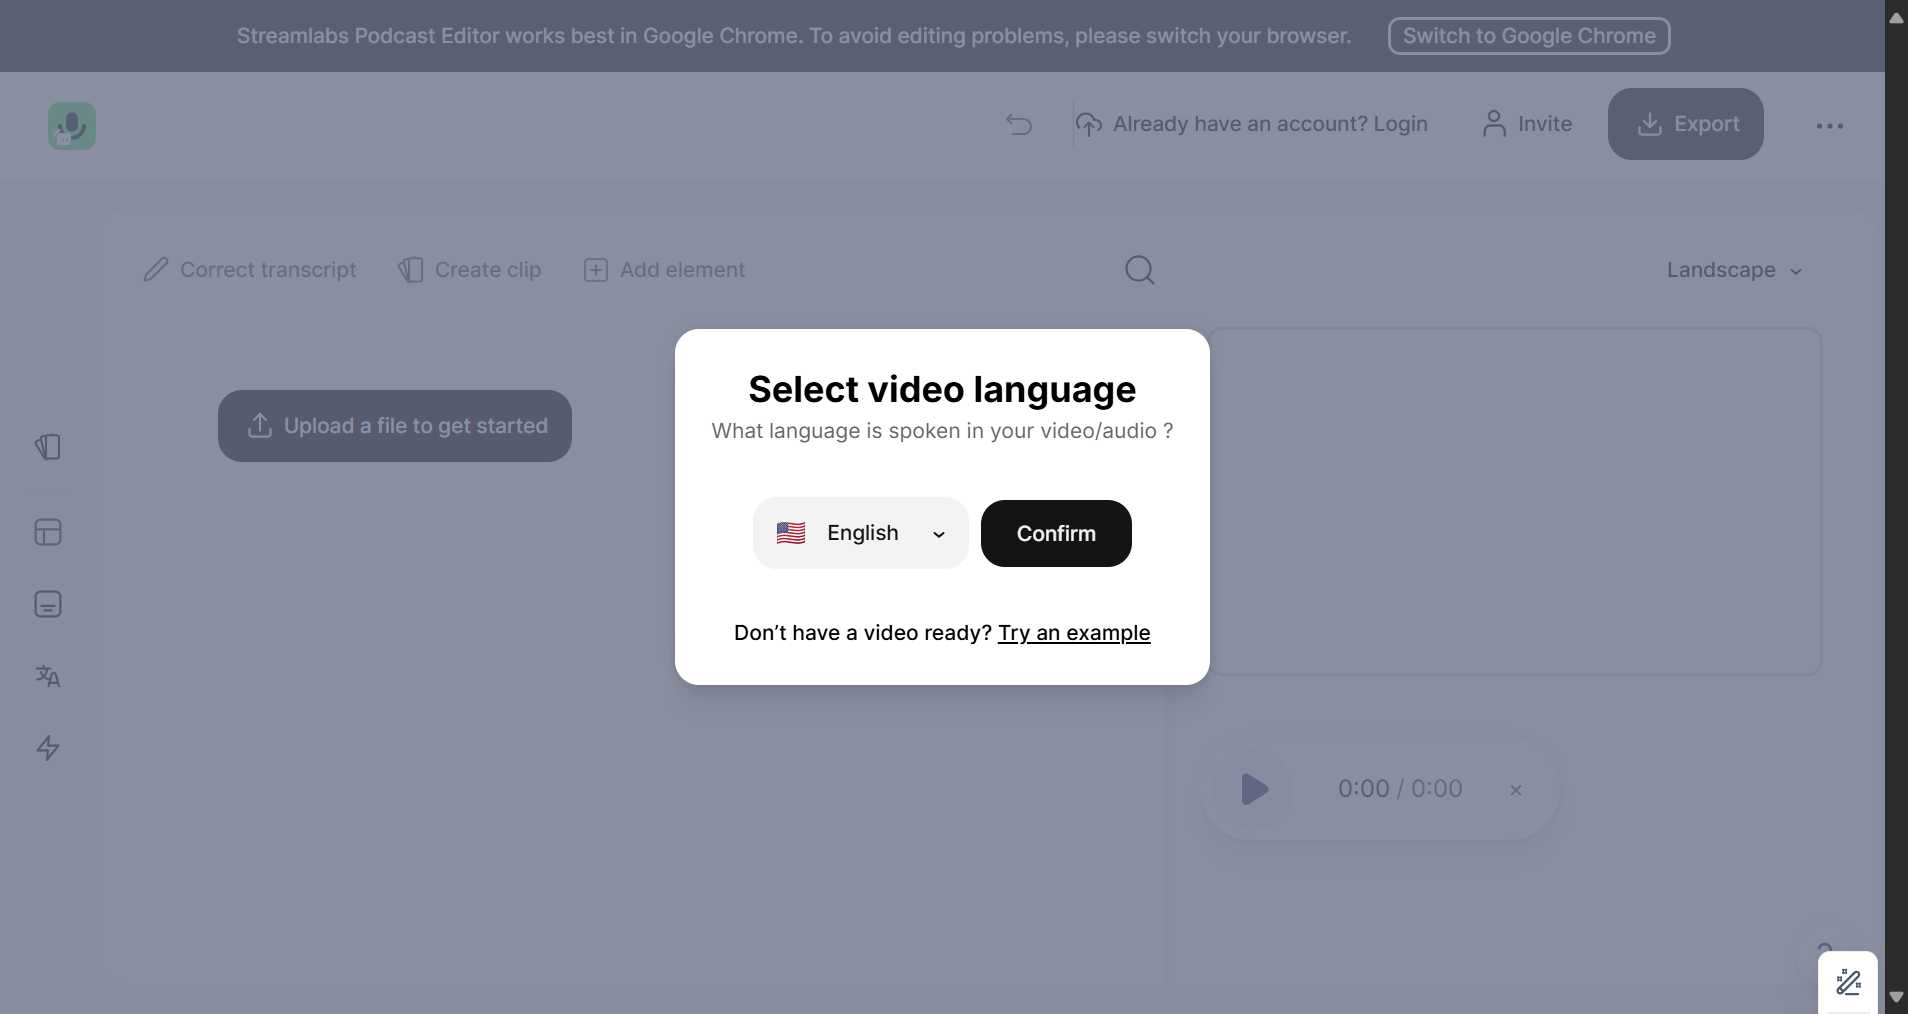 Streamlabs Podcast Editor works best in Google Chrome. To avoid editing problems, please switch your browser.
Switch to Google Chrome
Already have an account? Login
Invite
Export
Correct transcript
Create clip
Add element
Landscape
Select video language
What language is spoken in your video/audio ?
Upload a file to get started
English
Confirm
Don’t have a video ready? Try an example
0:00 / 0:00